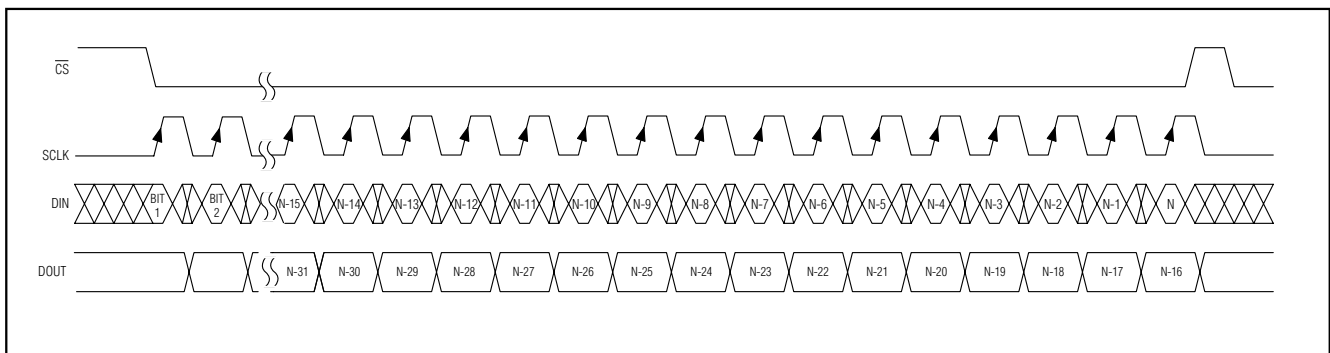 CS
SCLK
DIN BIT 1 BIT 2 N-15 N-14 N-13 N-12 N-11 N-10 N-9 N-8 N-7 N-6 N-5 N-4 N-3 N-2 N-1 N
DOUT N-31 N-30 N-29 N-28 N-27 N-26 N-25 N-24 N-23 N-22 N-21 N-20 N-19 N-18 N-17 N-16